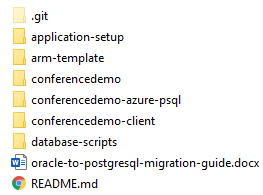 .git
application-setup
arm-template
conferencedemo
conferencedemo-azure-psql
conferencedemo-client
database-scripts
oracle-to-postgresql-migration-guide.docx
README.md